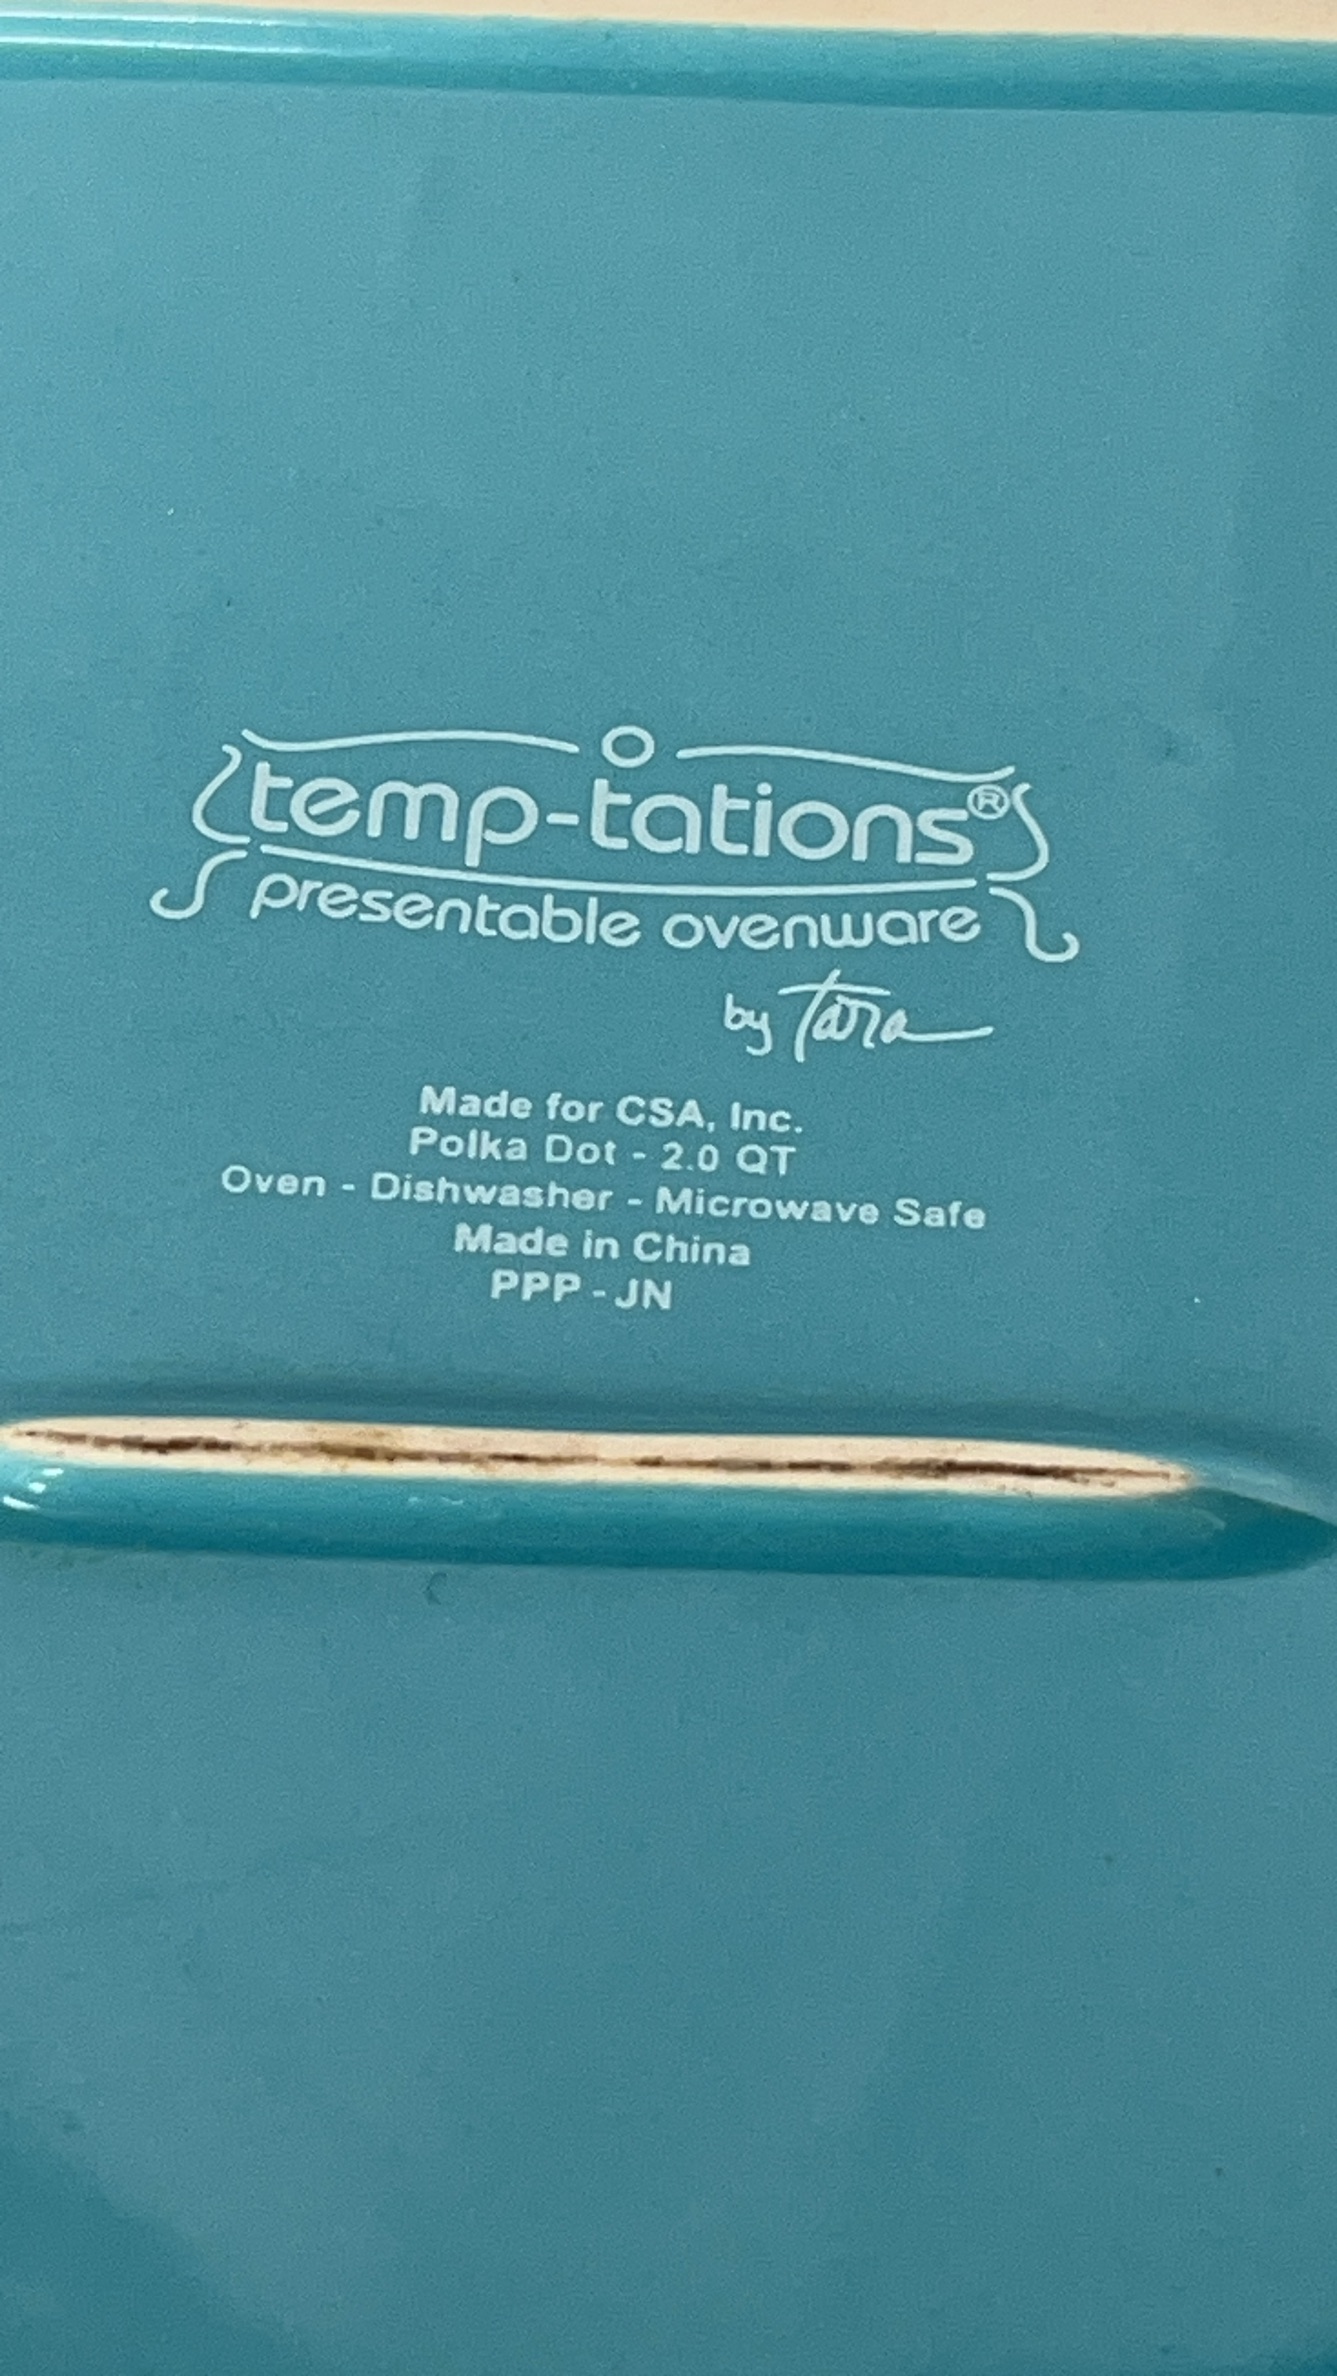 temp-tations®
presentable ovenware
by Tara
Made for CSA, Inc.
Polka Dot - 2.0 QT
Oven - Dishwasher - Microwave Safe
Made in China
PPP - JN